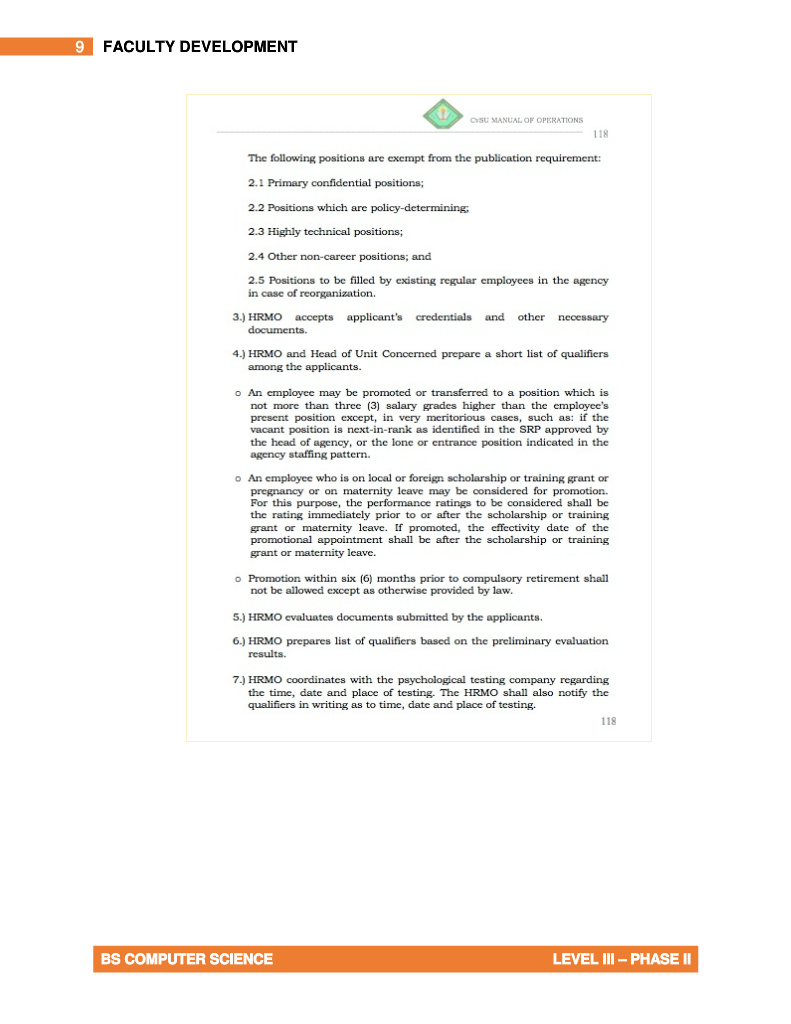 9 FACULTY DEVELOPMENT
CVSU MANUAL OF OPERATIONS
118
The following positions are exempt from the publication requirement:
2.1 Primary confidential positions;
2.2 Positions which are policy-determining;
2.3 Highly technical positions;
2.4 Other non-career positions; and
2.5 Positions to be filled by existing regular employees in the agency
in case of reorganization.
3.) HRMO accepts applicant's credentials and other necessary
documents.
4.) HRMO and Head of Unit Concerned prepare a short list of qualifiers
among the applicants.
o An employee may be promoted or transferred to a position which is
not more than three (3) salary grades higher than the employee's
present position except, in very meritorious cases, such as: if the
vacant position is next-in-rank as identified in the SRP approved by
the head of agency, or the lone or entrance position indicated in the
agency staffing pattern.
o An employee who is on local or foreign scholarship or training grant or
pregnancy or on maternity leave may be considered for promotion.
For this purpose, the performance ratings to be considered shall be
the rating immediately prior to or after the scholarship or training
grant or maternity leave. If promoted, the effectivity date of the
promotional appointment shall be after the scholarship or training
grant or maternity leave.
o Promotion within six (6) months prior to compulsory retirement shall
not be allowed except as otherwise provided by law.
5.) HRMO evaluates documents submitted by the applicants.
6.) HRMO prepares list of qualifiers based on the preliminary evaluation
results.
7.) HRMO coordinates with the psychological testing company regarding
the time, date and place of testing. The HRMO shall also notify the
qualifiers in writing as to time, date and place of testing.
118
BS COMPUTER SCIENCE LEVEL III – PHASE II